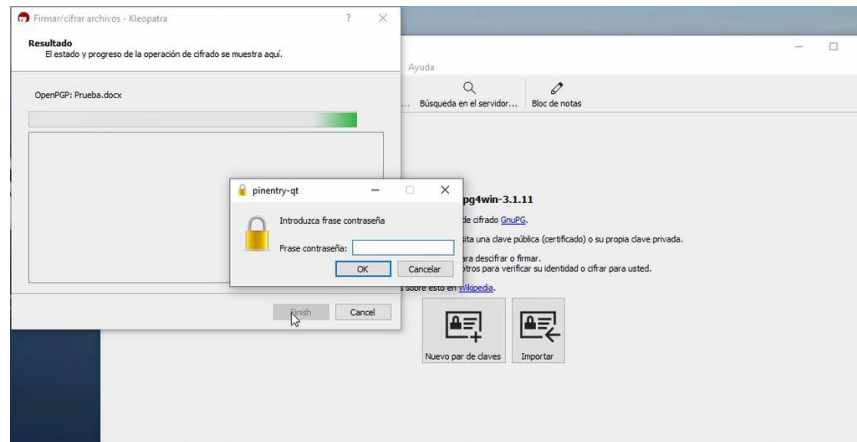 Firmar/cifrar archivos - Kleopatra
Resultado
El estado y progreso de la operación de cifrado se muestra aquí.
OpenPGP: Prueba.docx
Finish
Cancel
pinentry-qt
Introduzca frase contraseña
Frase contraseña:
OK
Cancelar
Ayuda
... Búsqueda en el servidor...
Bloc de notas
pg4win-3.1.11
de cifrado GnuPG.
sita una clave pública (certificado) o su propia clave privada.
ara descifrar o firmar.
otros para verificar su identidad o cifrar para usted.
sobre esto en Wikipedia.
Nuevo par de claves
Importar